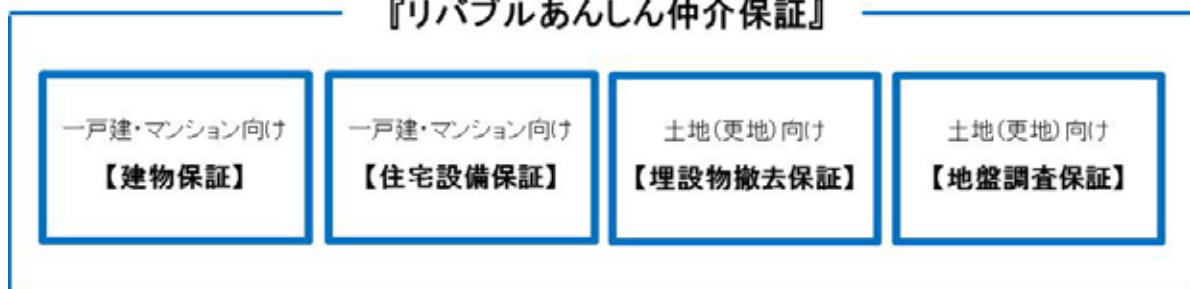 『リバブルあんしん仲介保証』
一戸建・マンション向け
【建物保証】
一戸建・マンション向け
【住宅設備保証】
土地(更地)向け
【埋設物撤去保証】
土地(更地)向け
【地盤調査保証】